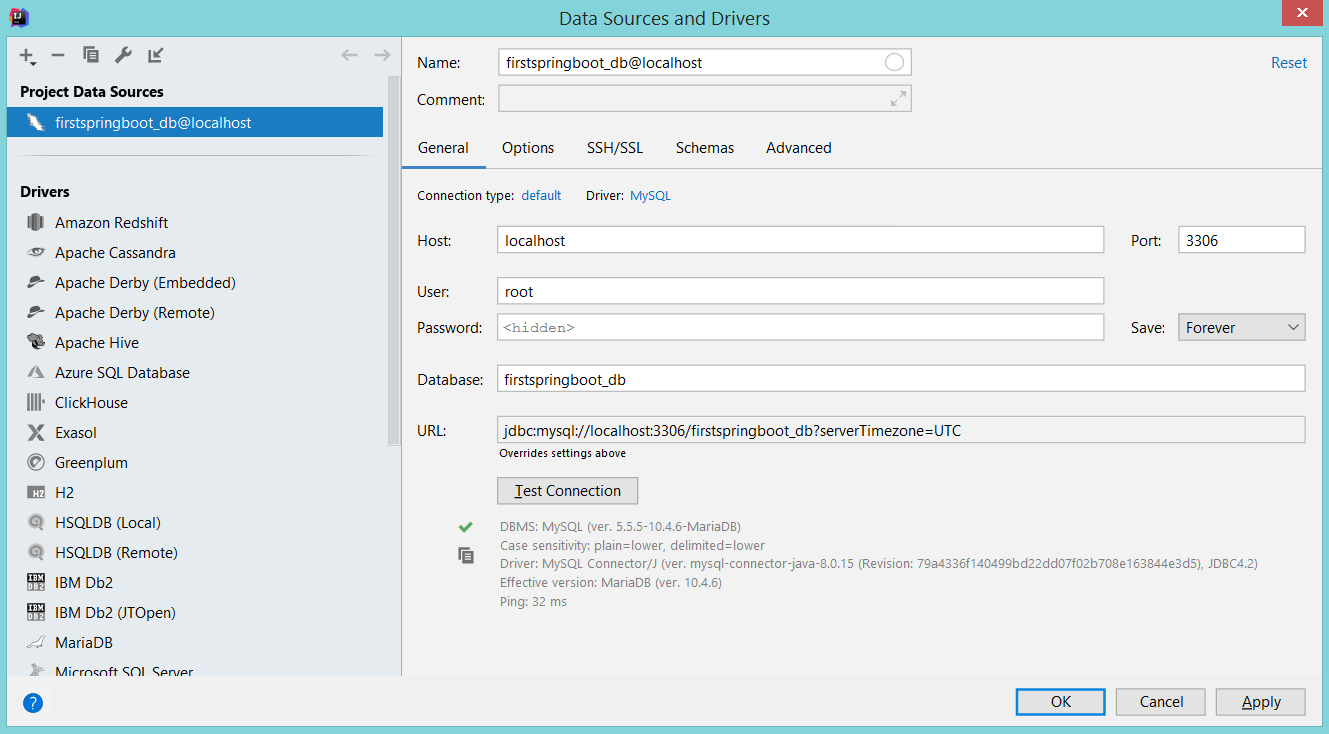 Data Sources and Drivers
Project Data Sources
firstspringboot_db@localhost
Drivers
Amazon Redshift
Apache Cassandra
Apache Derby (Embedded)
Apache Derby (Remote)
Apache Hive
Azure SQL Database
ClickHouse
Exasol
Greenplum
H2 H2
HSQLDB (Local)
HSQLDB (Remote)
IBM DB2 IBM Db2
IBM DB2 IBM Db2 (JTOpen)
MariaDB
Microsoft SQL Server
Name: firstspringboot_db@localhost Reset
Comment:
General Options SSH/SSL Schemas Advanced
Connection type: default Driver: MySQL
Host: localhost Port: 3306
User: root
Password: <hidden> Save: Forever
Database: firstspringboot_db
URL: jdbc:mysql://localhost:3306/firstspringboot_db?serverTimezone=UTC
Overrides settings above
Test Connection
DBMS: MySQL (ver. 5.5.5-10.4.6-MariaDB)
Case sensitivity: plain=lower, delimited=lower
Driver: MySQL Connector/J (ver. mysql-connector-java-8.0.15 (Revision: 79a4336f140499bd22dd07f02b708e163844e3d5), JDBC4.2)
Effective version: MariaDB (ver. 10.4.6)
Ping: 32 ms
? OK Cancel Apply